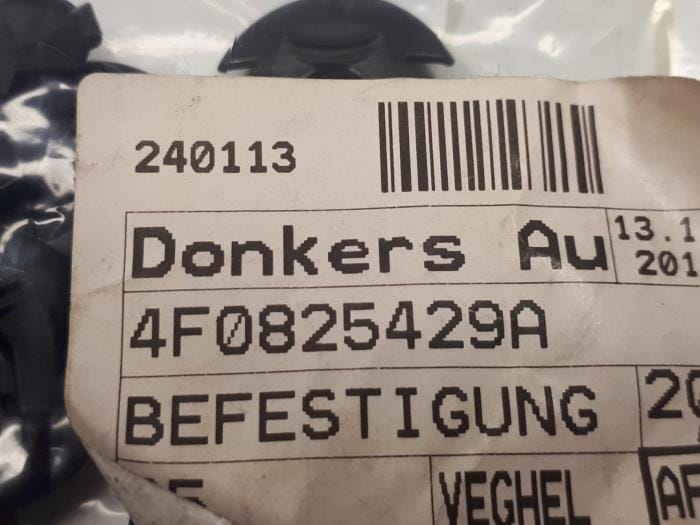 240113
Donkers Au 13.1
201
4F0825429A
BEFESTIGUNG
VEGHEL